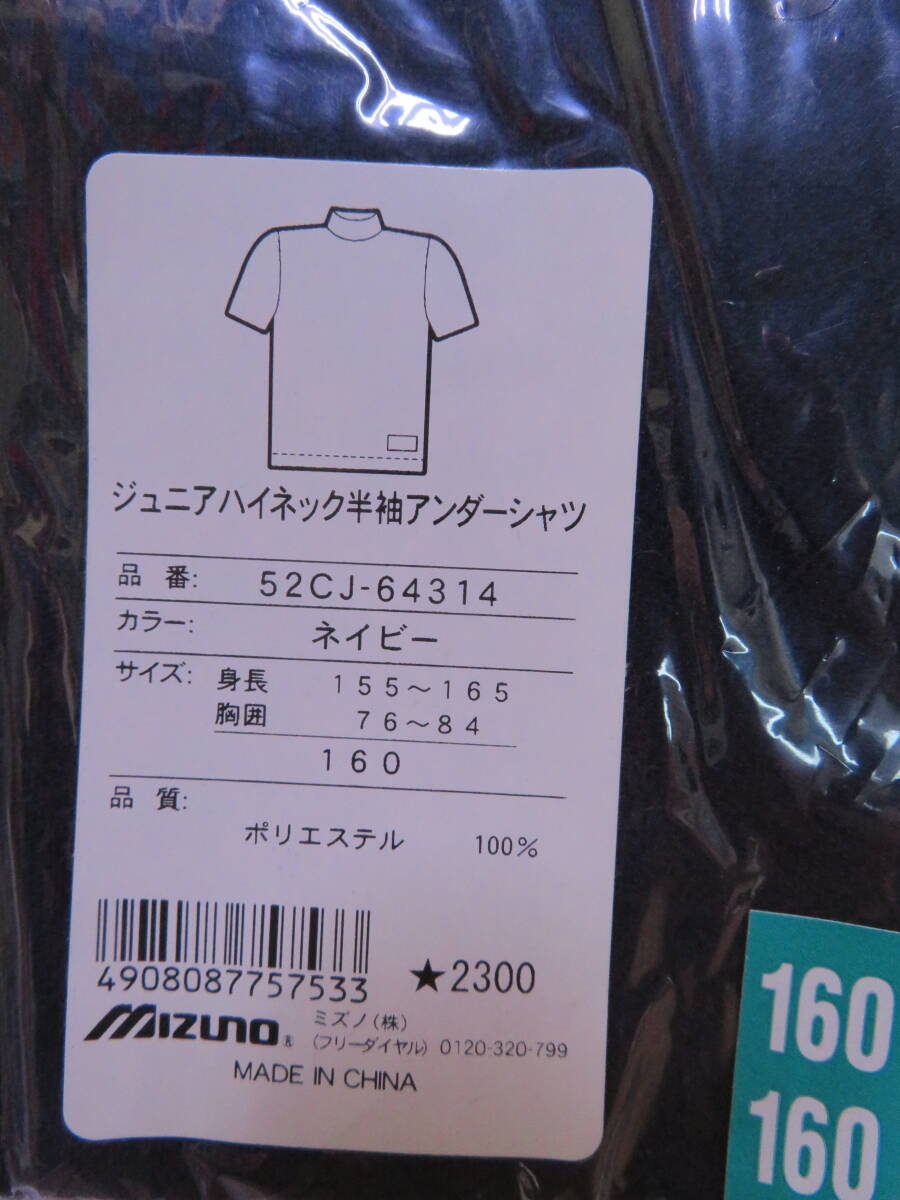 ジュニアハイネック半袖アンダーシャツ
品 番: 52CJ-64314
カラー: ネイビー
サイズ: 身長 155～165
胸囲 76～84
160
品 質:
ポリエステル 100%
4908087757533 ★2300
MIZUNO® ミズノ(株)
(フリーダイヤル) 0120-320-799
MADE IN CHINA
160
160